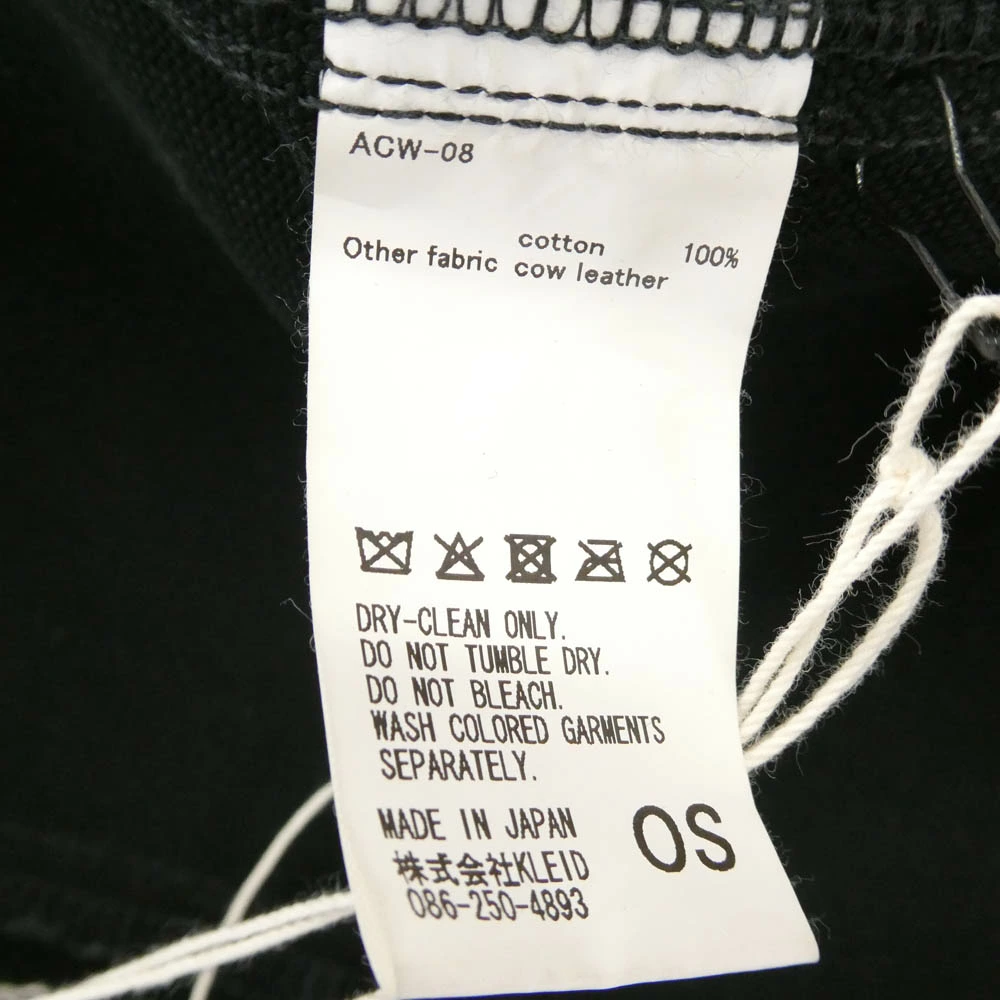 ACW-08
cotton 100%
Other fabric cow leather
DRY-CLEAN ONLY.
DO NOT TUMBLE DRY.
DO NOT BLEACH.
WASH COLORED GARMENTS
SEPARATELY.
MADE IN JAPAN
株式会社KLEID
086-250-4893
OS